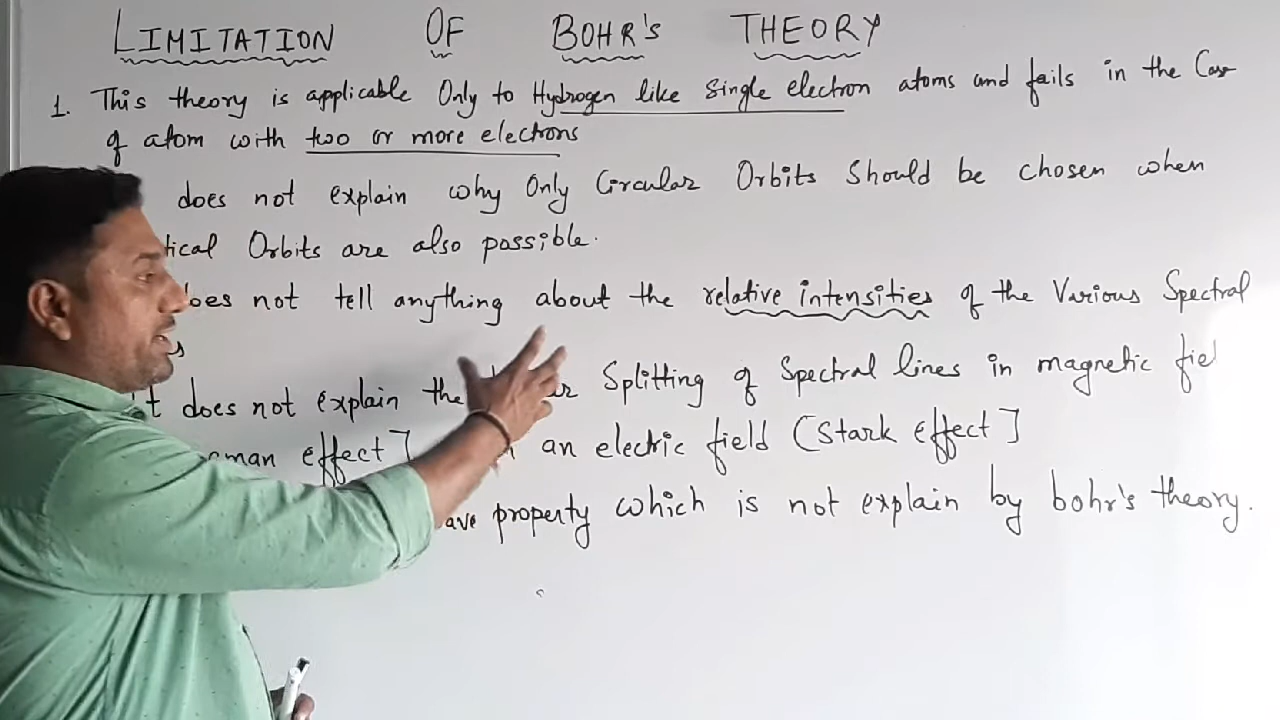 LIMITATION OF BOHR's THEORY
1. This theory is applicable Only to Hydrogen like Single electron atoms and fails in the Case
of atom with two or more electrons
does not explain why Only Circular Orbits Should be chosen when
tical Orbits are also possible.
oes not tell anything about the relative intensities of the Various Spectral
s
It does not explain the Splitting of Spectral lines in magnetic fiel
eman effect] an electric field (Stark effect]
ave property which is not explain by bohr's theory.